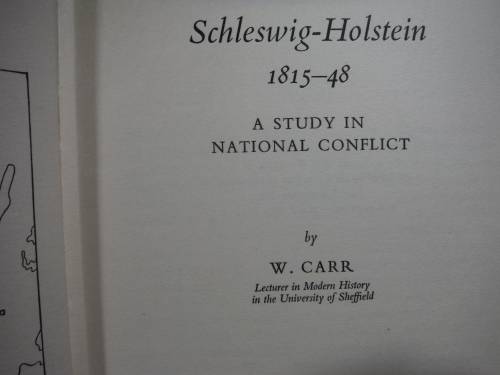 Schleswig-Holstein
1815–48
A STUDY IN
NATIONAL CONFLICT
by
W. CARR
Lecturer in Modern History
in the University of Sheffield